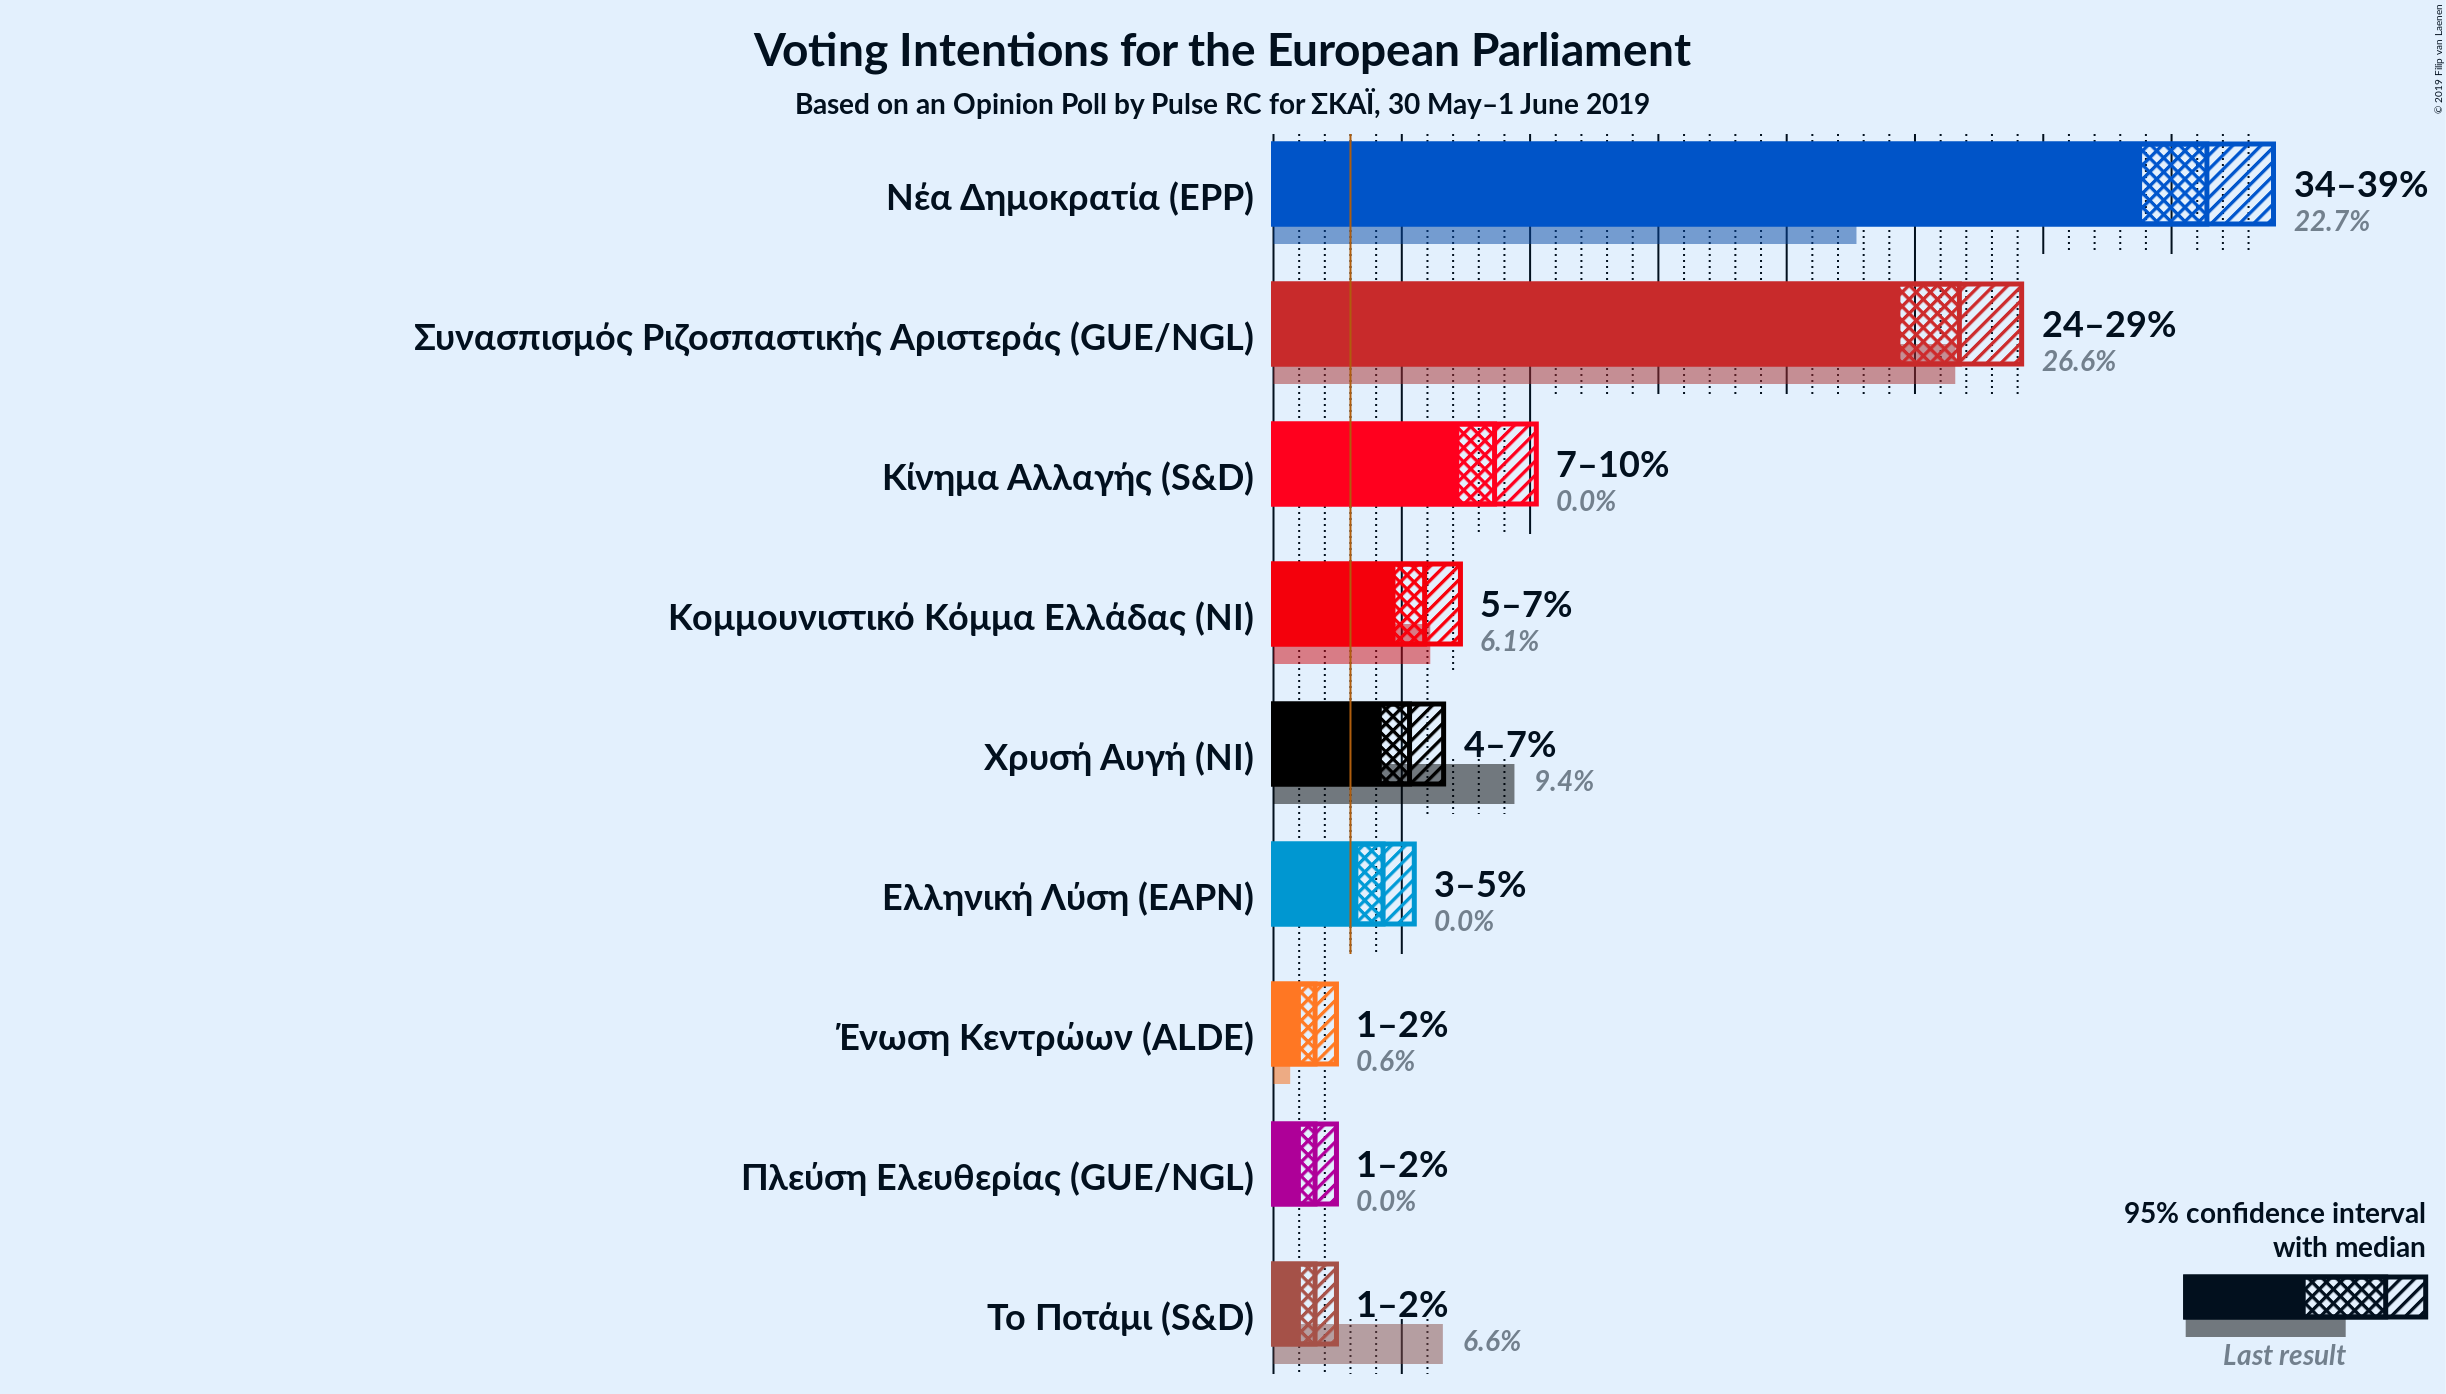 Voting Intentions for the European Parliament
Based on an Opinion Poll by Pulse RC for ΣΚΑΪ, 30 May–1 June 2019
© 2019 Filip van Laenen
Νέα Δημοκρατία (EPP)
34–39%
22.7%
Συνασπισμός Ριζοσπαστικής Αριστεράς (GUE/NGL)
24–29%
26.6%
Κίνημα Αλλαγής (S&D)
7–10%
0.0%
Κομμουνιστικό Κόμμα Ελλάδας (NI)
5–7%
6.1%
Χρυσή Αυγή (NI)
4–7%
9.4%
Ελληνική Λύση (EAPN)
3–5%
0.0%
Ένωση Κεντρώων (ALDE)
1–2%
0.6%
Πλεύση Ελευθερίας (GUE/NGL)
1–2%
0.0%
Το Ποτάμι (S&D)
1–2%
6.6%
95% confidence interval
with median
Last result